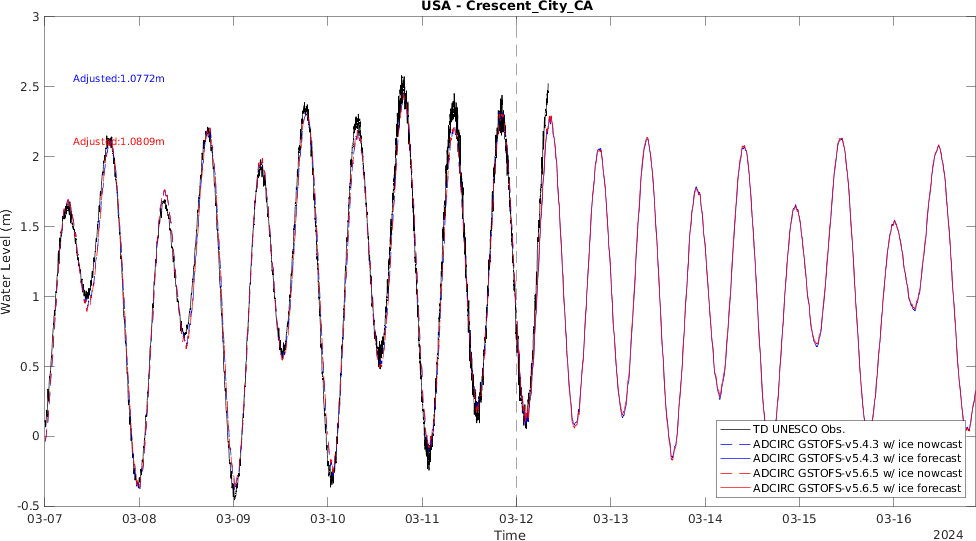 USA - Crescent_City_CA
3
2.5
2
1.5
1
0.5
0
-0.5
Water Level (m)
Adjusted:1.0772m
Adjusted:1.0809m
TD UNESCO Obs.
ADCIRC GSTOFS-v5.4.3 w/ ice nowcast
ADCIRC GSTOFS-v5.4.3 w/ ice forecast
ADCIRC GSTOFS-v5.6.5 w/ ice nowcast
ADCIRC GSTOFS-v5.6.5 w/ ice forecast
03-07 03-08 03-09 03-10 03-11 03-12 03-13 03-14 03-15 03-16
Time
2024